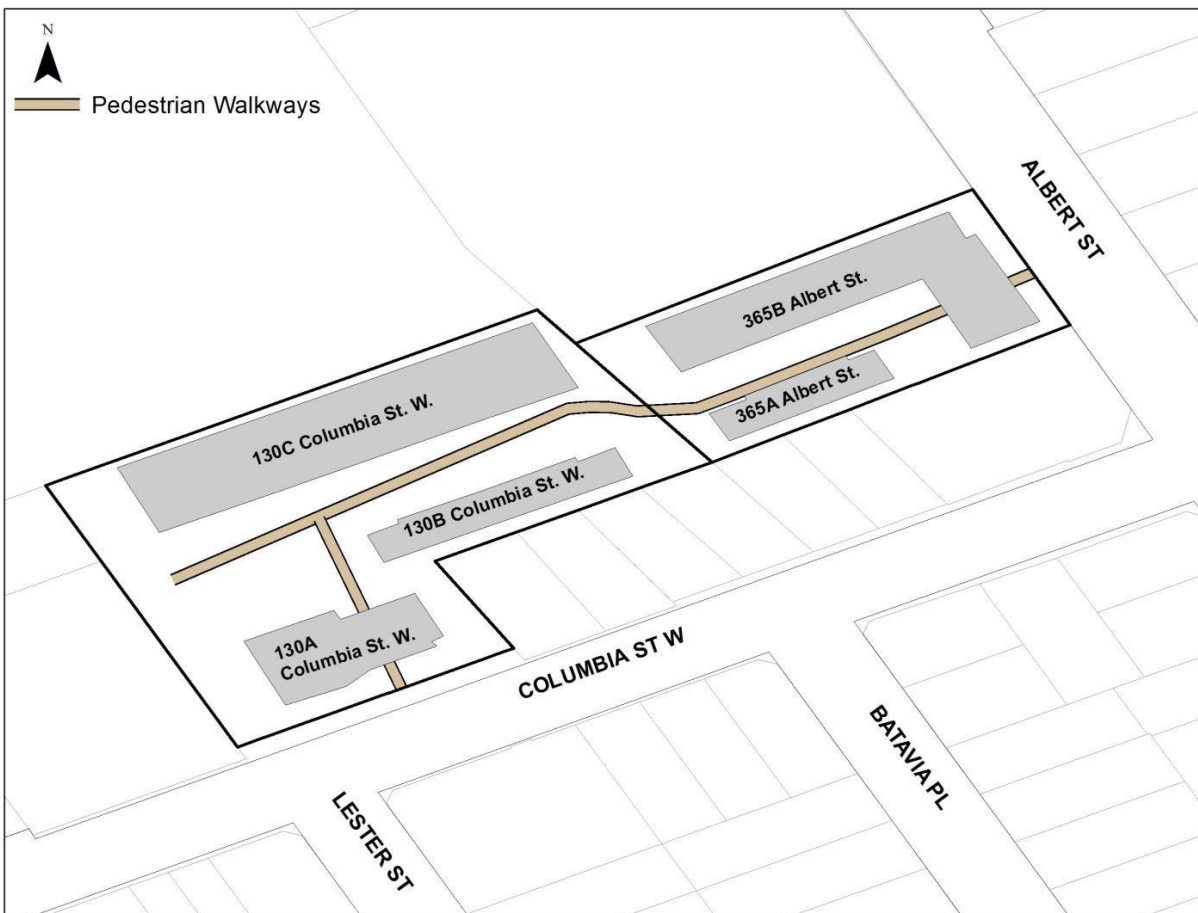 N
Pedestrian Walkways
ALBERT ST
365B Albert St.
365A Albert St.
130C Columbia St. W.
130B Columbia St. W.
130A
Columbia St. W.
COLUMBIA ST W
BATAVIA PL
LESTER ST